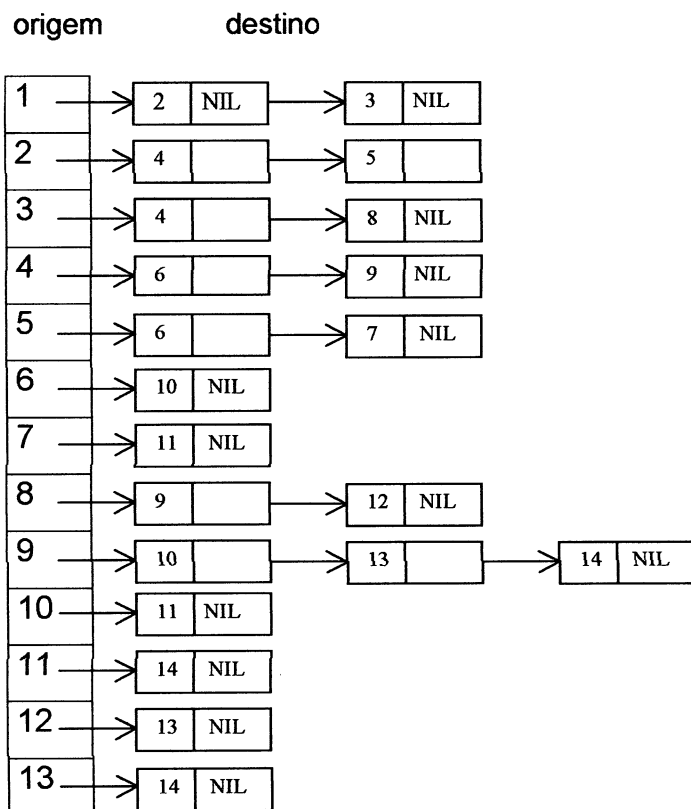 origem destino
1 2 NIL 3 NIL
2 4 5
3 4 8 NIL
4 6 9 NIL
5 6 7 NIL
6 10 NIL
7 11 NIL
8 9 12 NIL
9 10 13 14 NIL
10 11 NIL
11 14 NIL
12 13 NIL
13 14 NIL